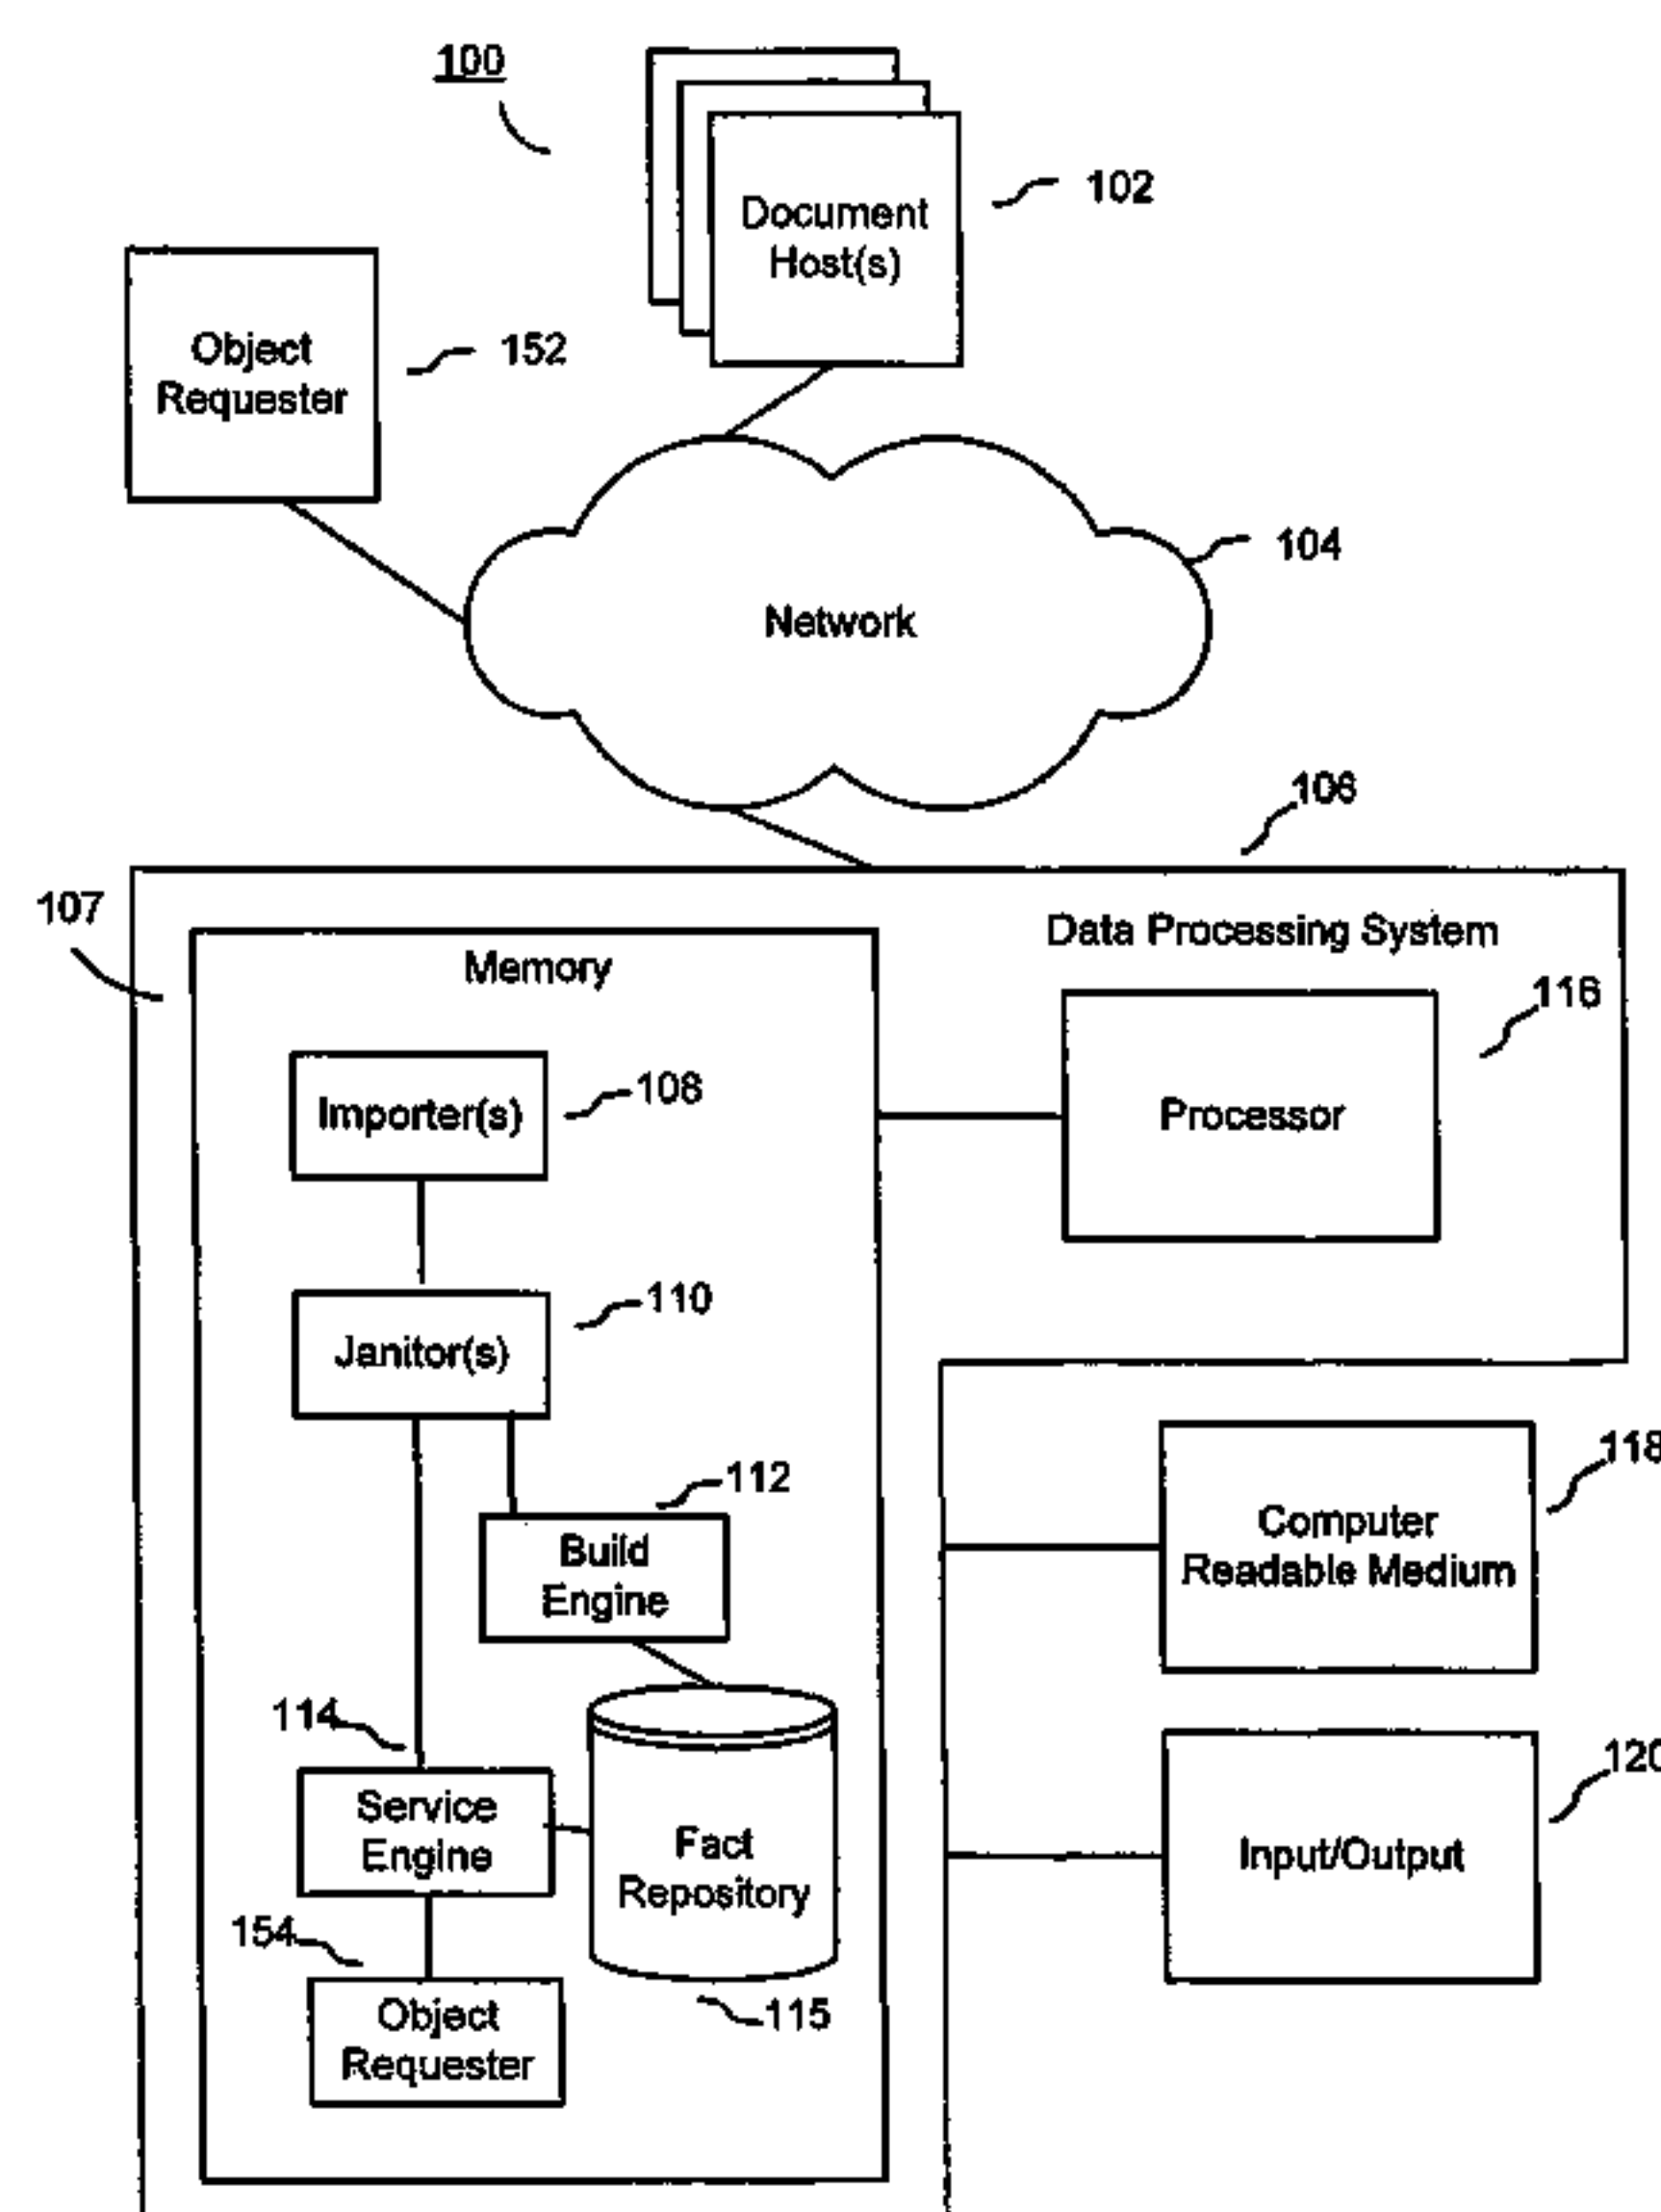 100
102
Document
Host(s)
Object
Requester
152
104
Network
106
107
Data Processing System
Memory
116
Importer(s)
108
Processor
110
Janitor(s)
112
118
Build
Engine
Computer
Readable Medium
114
120
Service
Engine
Fact
Repository
Input/Output
154
Object
Requester
115